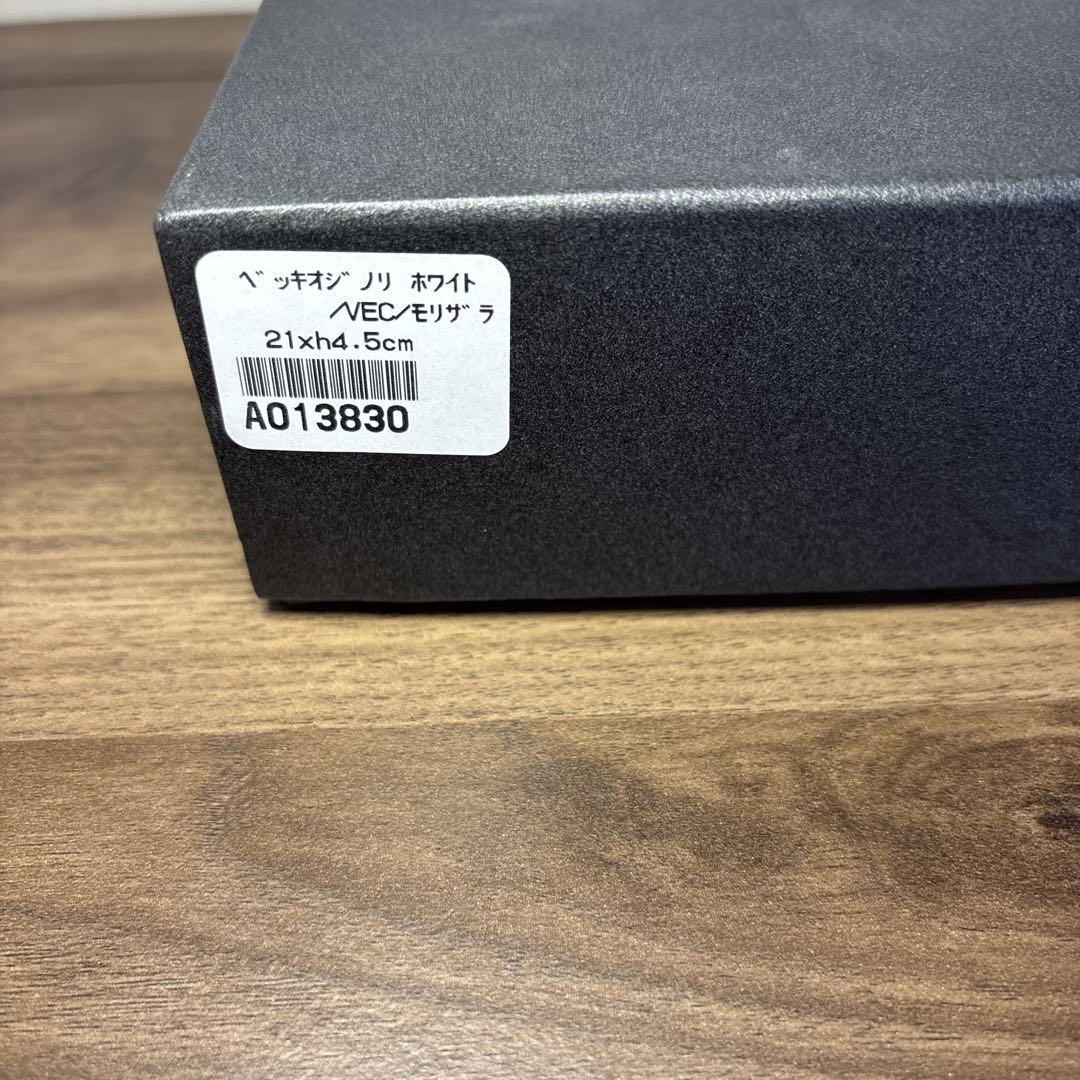 ベッキオジノリ ホワイト
/VEC/モリザラ
21xh4.5cm
A013830